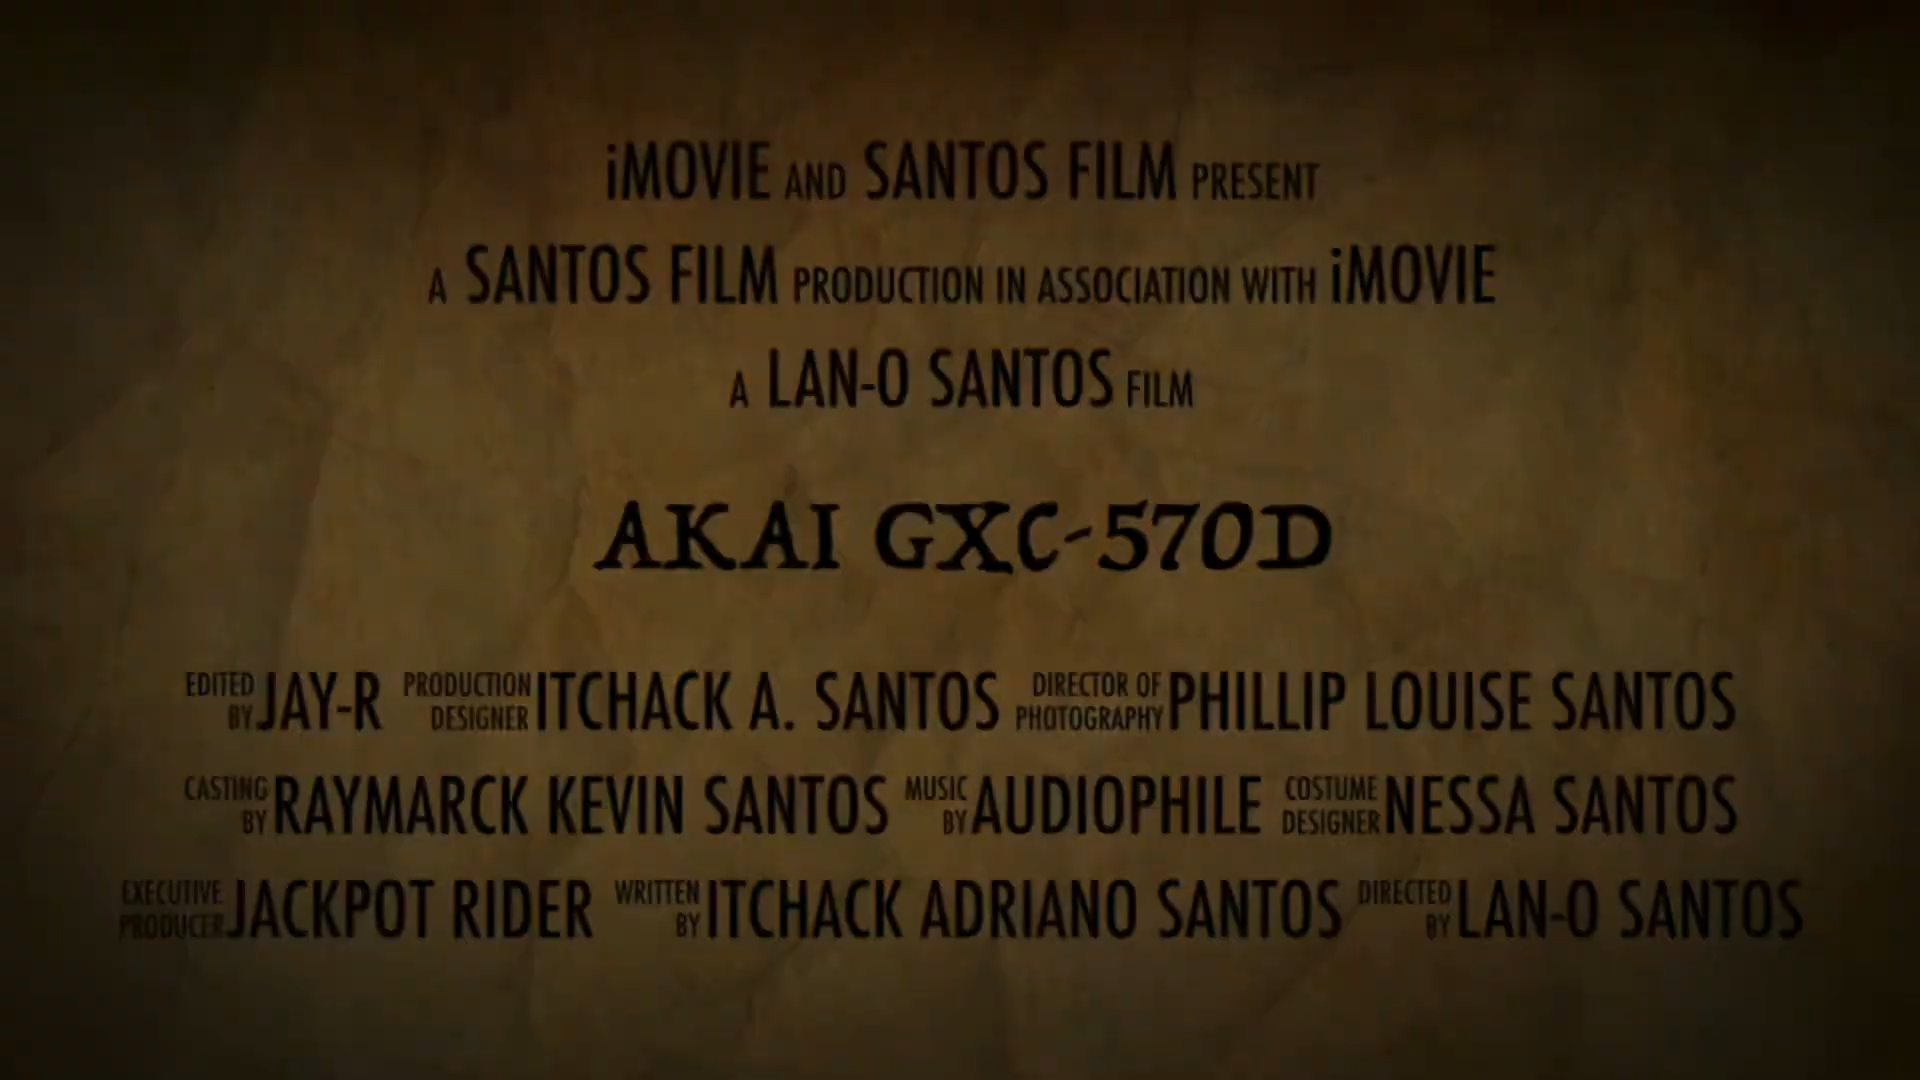 iMOVIE AND SANTOS FILM PRESENT
A SANTOS FILM PRODUCTION IN ASSOCIATION WITH iMOVIE
A LAN-O SANTOS FILM
AKAI GXC-570D
EDITED BY JAY-R PRODUCTION DESIGNER ITCHACK A. SANTOS DIRECTOR OF PHOTOGRAPHY PHILLIP LOUISE SANTOS
CASTING BY RAYMARCK KEVIN SANTOS MUSIC BY AUDIOPHILE COSTUME DESIGNER NESSA SANTOS
EXECUTIVE PRODUCER JACKPOT RIDER WRITTEN BY ITCHACK ADRIANO SANTOS DIRECTED BY LAN-O SANTOS